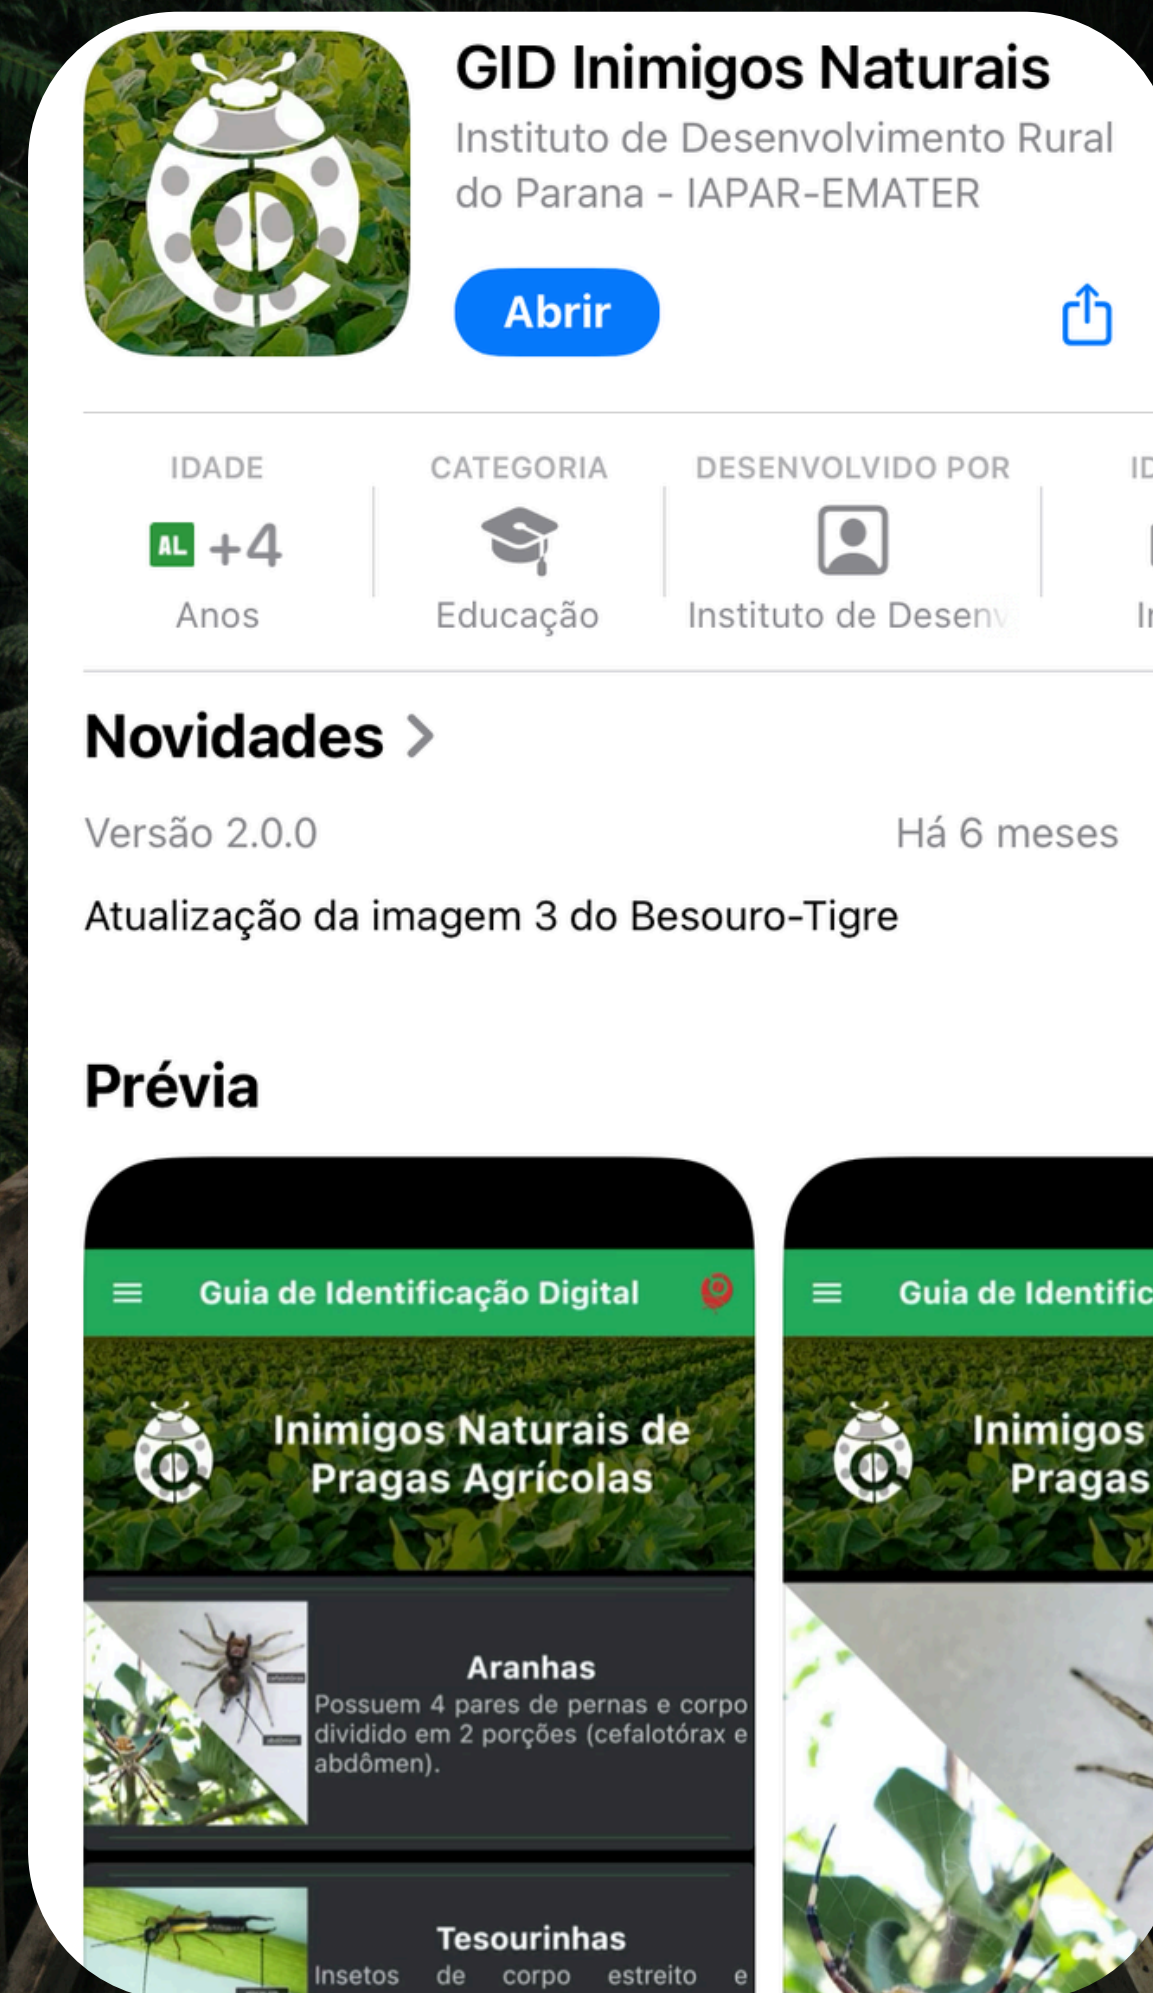 GID Inimigos Naturais
Instituto de Desenvolvimento Rural
do Parana - IAPAR-EMATER
Abrir
IDADE
AL +4
Anos
CATEGORIA
Educação
DESENVOLVIDO POR
Instituto de Desenv
Novidades
Versão 2.0.0
Há 6 meses
Atualização da imagem 3 do Besouro-Tigre
Prévia
Guia de Identificação Digital
Inimigos Naturais de
Pragas Agrícolas
Aranhas
Possuem 4 pares de pernas e corpo
dividido em 2 porções (cefalotórax e
abdômen).
Tesourinhas
Insetos de corpo estreito e
Guia de Identific
Inimigos
Pragas